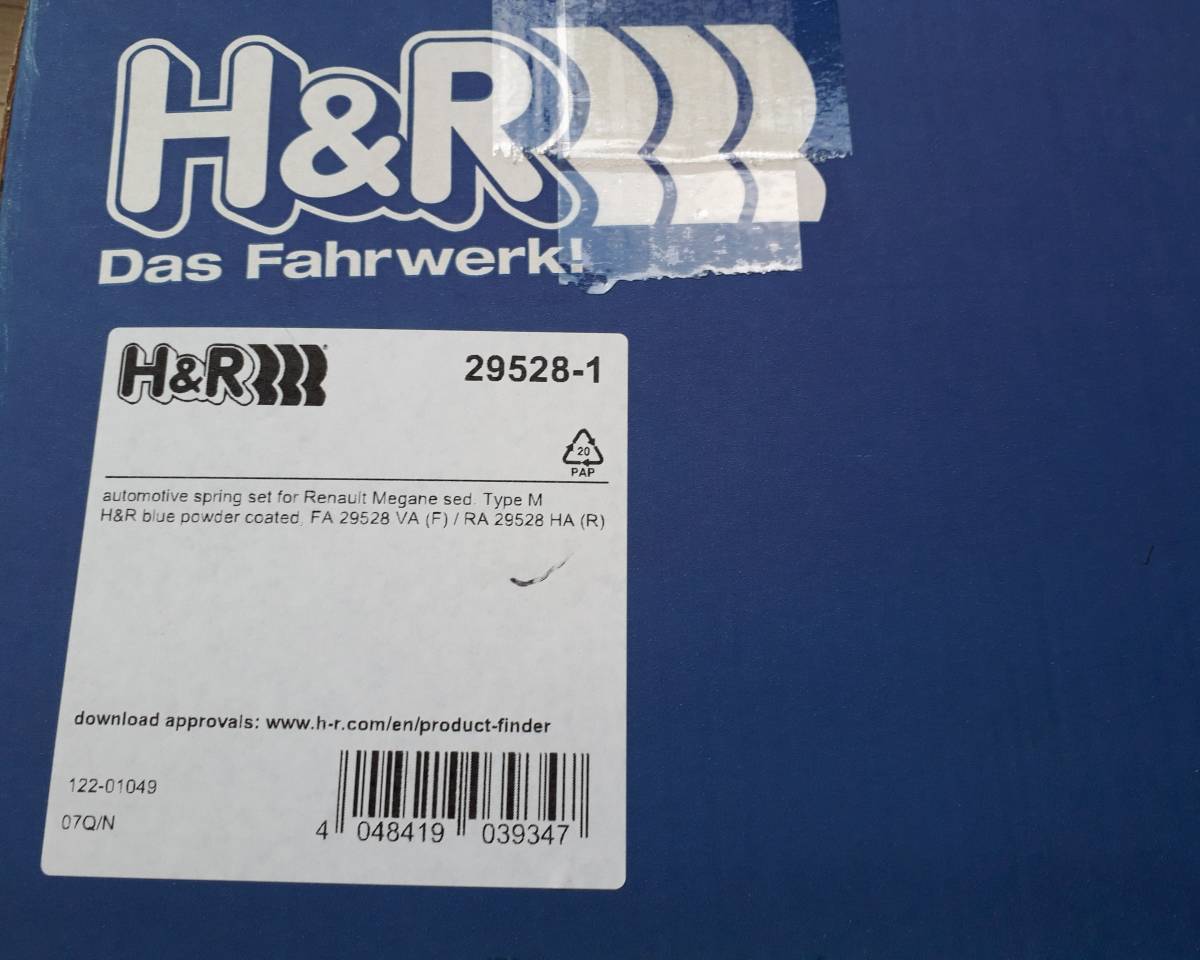 H&R
Das Fahrwerk!
H&R®
29528-1
20
PAP
automotive spring set for Renault Megane sed. Type M
H&R blue powder coated, FA 29528 VA (F) / RA 29528 HA (R)
download approvals: www.h-r.com/en/product-finder
122-01049
07Q/N
4 048419 039347